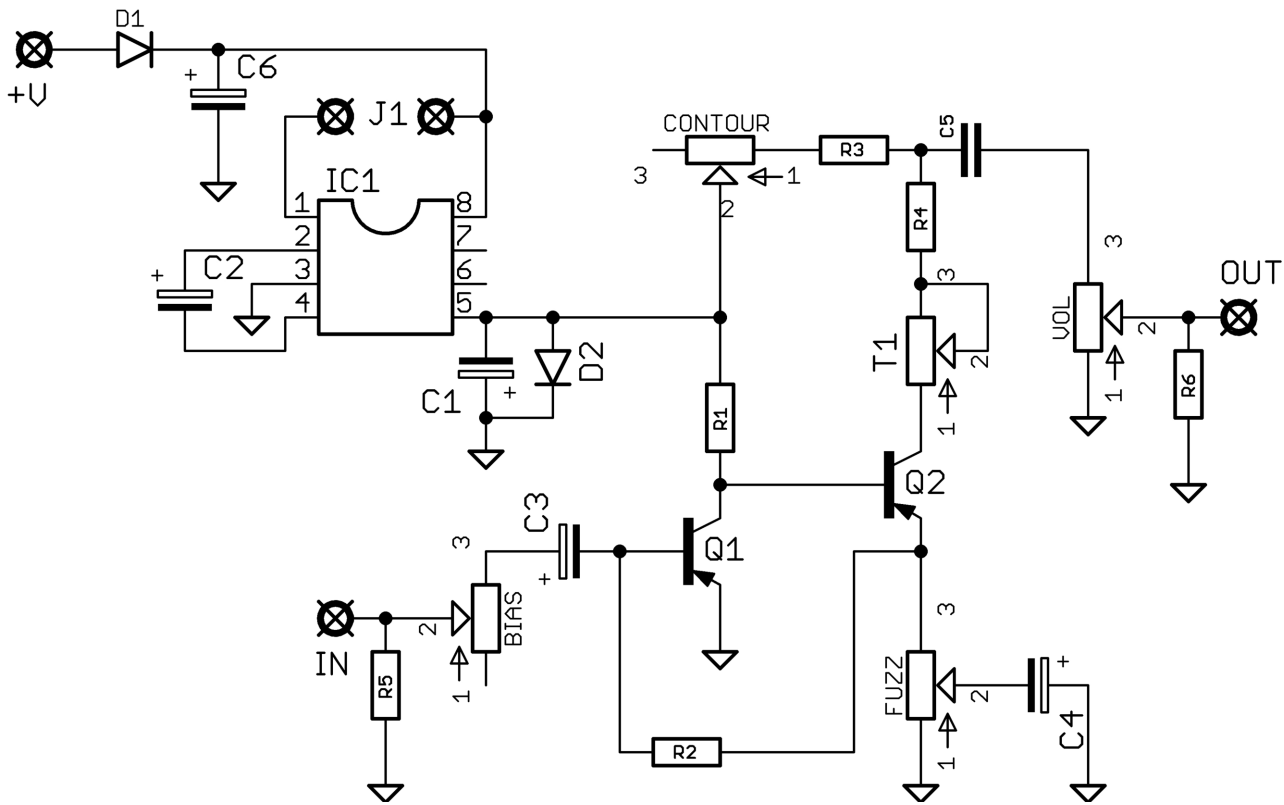 D1
+
C6
+V
J1
CONTOUR
3
1
2
R3
C5
IC1
1
8
2
7
3
6
4
5
+
C2
R4
3
3
OUT
T1
2
1
VOL
2
1
R6
C1
+
D2
R1
Q2
C3
+
Q1
3
IN
2
BIAS
1
R5
3
FUZZ
2
1
+
C4
R2